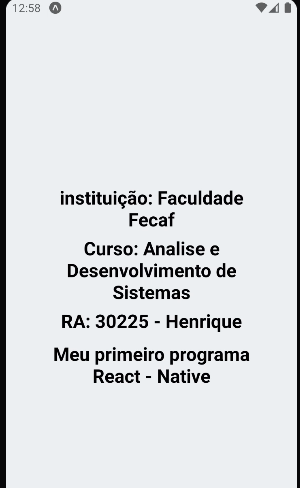 12:58
instituição: Faculdade
Fecaf
Curso: Analise e
Desenvolvimento de
Sistemas
RA: 30225 - Henrique
Meu primeiro programa
React - Native